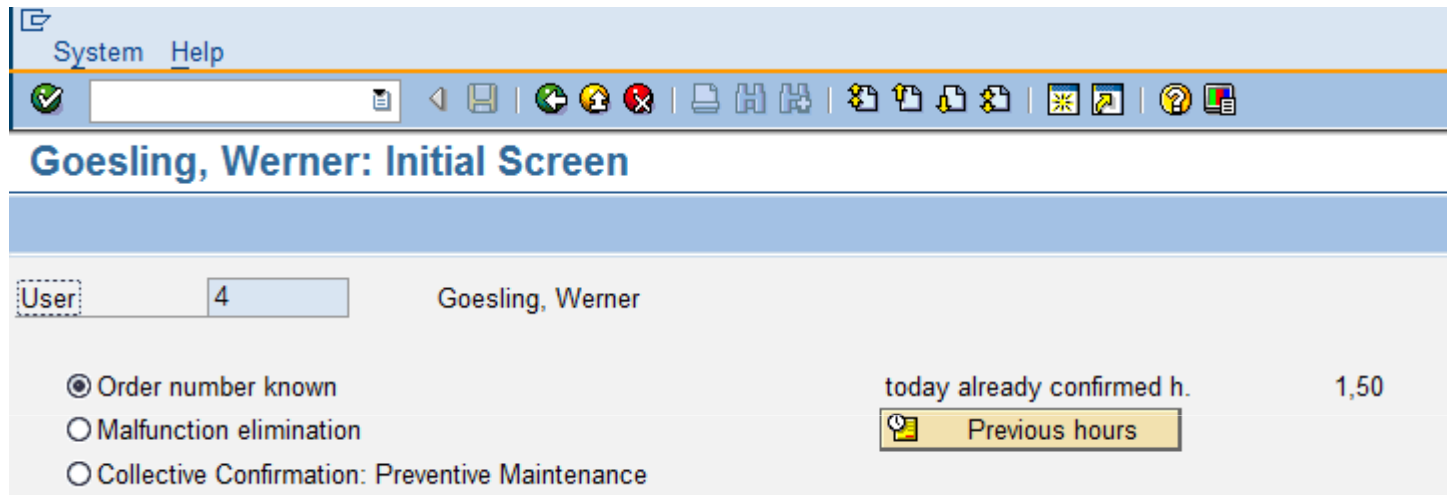 System Help
Goesling, Werner: Initial Screen
User 4 Goesling, Werner
Order number known today already confirmed h. 1,50
Malfunction elimination Previous hours
Collective Confirmation: Preventive Maintenance